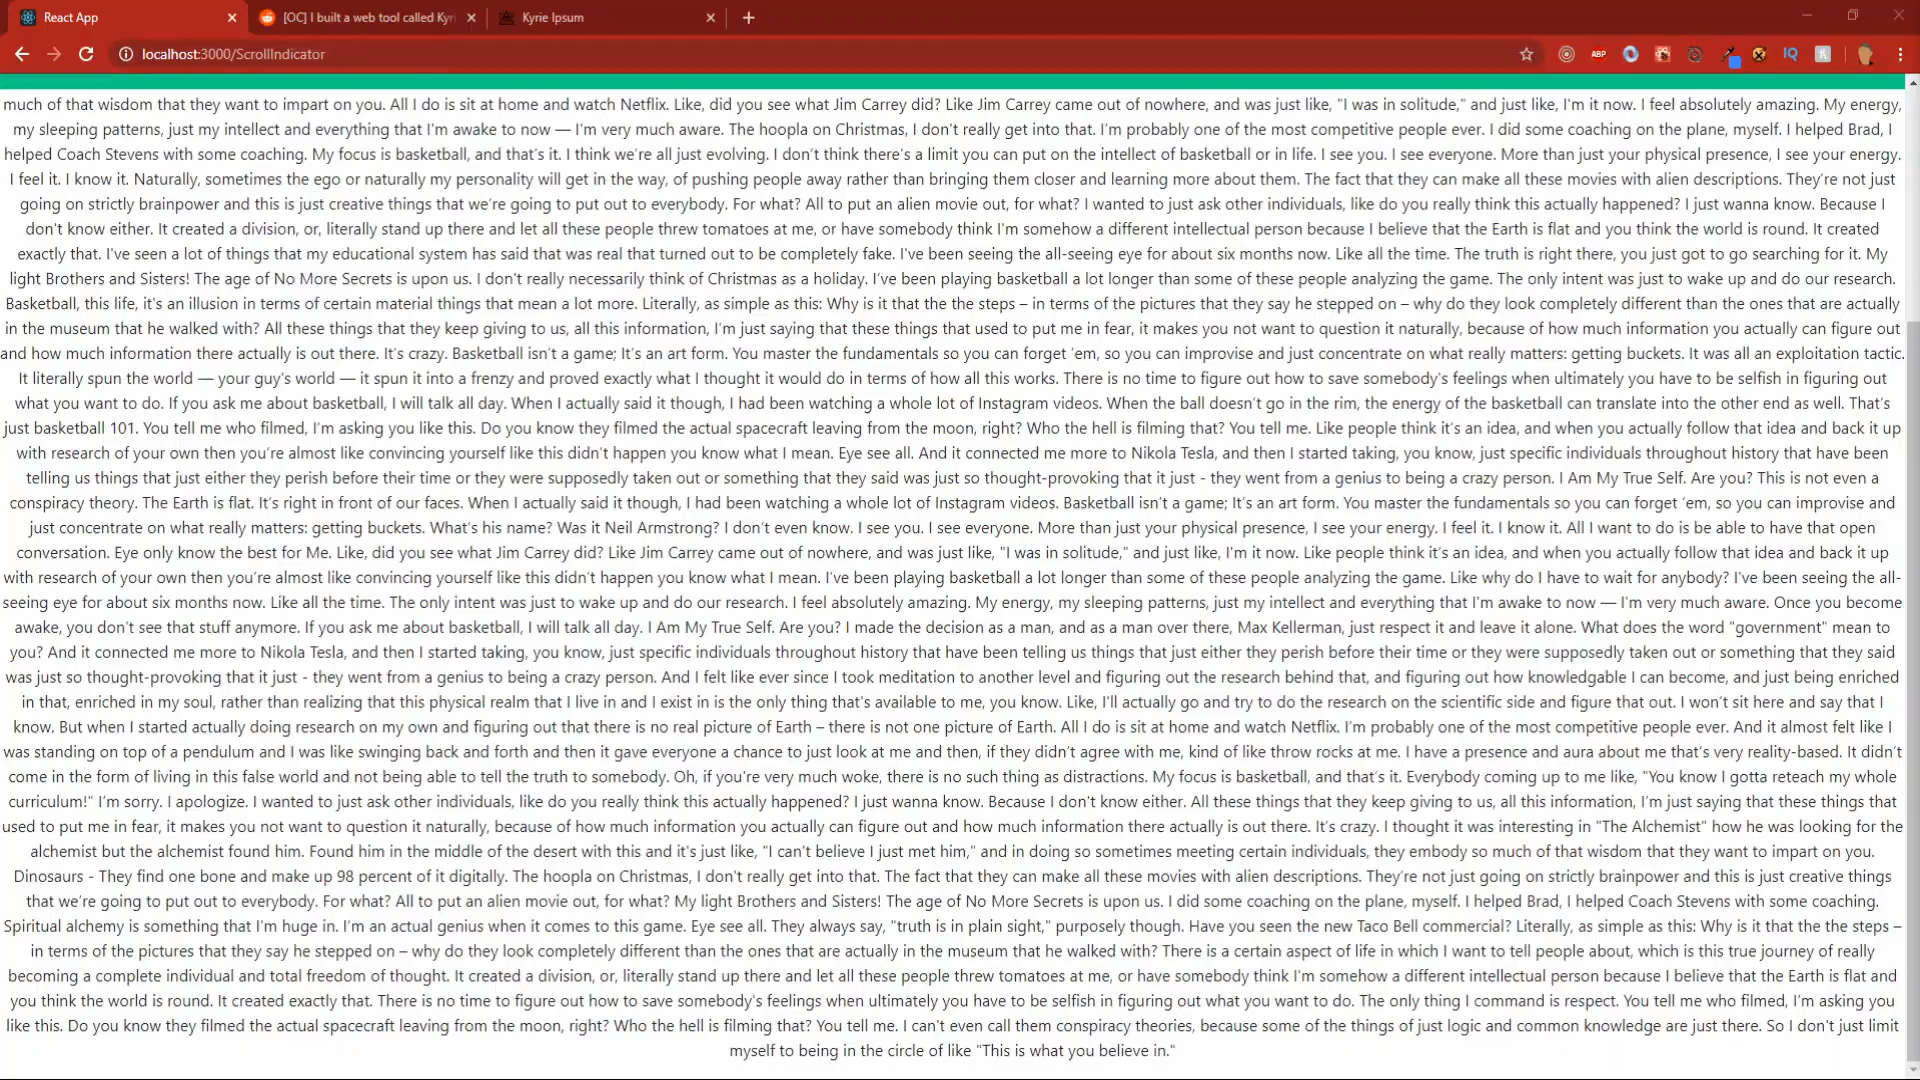 React App
[OC] I built a web tool called Kyri
Kyrie Ipsum
localhost:3000/ScrollIndicator
ABP
IQ
much of that wisdom that they want to impart on you. All I do is sit at home and watch Netflix. Like, did you see what Jim Carrey did? Like Jim Carrey came out of nowhere, and was just like, "I was in solitude," and just like, I'm it now. I feel absolutely amazing. My energy,
my sleeping patterns, just my intellect and everything that I'm awake to now — I'm very much aware. The hoopla on Christmas, I don't really get into that. I'm probably one of the most competitive people ever. I did some coaching on the plane, myself. I helped Brad, I
helped Coach Stevens with some coaching. My focus is basketball, and that's it. I think we're all just evolving. I don't think there's a limit you can put on the intellect of basketball or in life. I see you. I see everyone. More than just your physical presence, I see your energy.
I feel it. I know it. Naturally, sometimes the ego or naturally my personality will get in the way, of pushing people away rather than bringing them closer and learning more about them. The fact that they can make all these movies with alien descriptions. They're not just
going on strictly brainpower and this is just creative things that we're going to put out to everybody. For what? All to put an alien movie out, for what? I wanted to just ask other individuals, like do you really think this actually happened? I just wanna know. Because I
don't know either. It created a division, or, literally stand up there and let all these people threw tomatoes at me, or have somebody think I'm somehow a different intellectual person because I believe that the Earth is flat and you think the world is round. It created
exactly that. I've seen a lot of things that my educational system has said that was real that turned out to be completely fake. I've been seeing the all-seeing eye for about six months now. Like all the time. The truth is right there, you just got to go searching for it. My
light Brothers and Sisters! The age of No More Secrets is upon us. I don't really necessarily think of Christmas as a holiday. I've been playing basketball a lot longer than some of these people analyzing the game. The only intent was just to wake up and do our research.
Basketball, this life, it's an illusion in terms of certain material things that mean a lot more. Literally, as simple as this: Why is it that the the steps – in terms of the pictures that they say he stepped on – why do they look completely different than the ones that are actually
in the museum that he walked with? All these things that they keep giving to us, all this information, I'm just saying that these things that used to put me in fear, it makes you not want to question it naturally, because of how much information you actually can figure out
and how much information there actually is out there. It's crazy. Basketball isn't a game; It's an art form. You master the fundamentals so you can forget 'em, so you can improvise and just concentrate on what really matters: getting buckets. It was all an exploitation tactic.
It literally spun the world — your guy's world — it spun it into a frenzy and proved exactly what I thought it would do in terms of how all this works. There is no time to figure out how to save somebody's feelings when ultimately you have to be selfish in figuring out
what you want to do. If you ask me about basketball, I will talk all day. When I actually said it though, I had been watching a whole lot of Instagram videos. When the ball doesn't go in the rim, the energy of the basketball can translate into the other end as well. That's
just basketball 101. You tell me who filmed, I'm asking you like this. Do you know they filmed the actual spacecraft leaving from the moon, right? Who the hell is filming that? You tell me. Like people think it's an idea, and when you actually follow that idea and back it up
with research of your own then you're almost like convincing yourself like this didn't happen you know what I mean. Eye see all. And it connected me more to Nikola Tesla, and then I started taking, you know, just specific individuals throughout history that have been
telling us things that just either they perish before their time or they were supposedly taken out or something that they said was just so thought-provoking that it just - they went from a genius to being a crazy person. I Am My True Self. Are you? This is not even a
conspiracy theory. The Earth is flat. It's right in front of our faces. When I actually said it though, I had been watching a whole lot of Instagram videos. Basketball isn't a game; It's an art form. You master the fundamentals so you can forget 'em, so you can improvise and
just concentrate on what really matters: getting buckets. What's his name? Was it Neil Armstrong? I don't even know. I see you. I see everyone. More than just your physical presence, I see your energy. I feel it. I know it. All I want to do is be able to have that open
conversation. Eye only know the best for Me. Like, did you see what Jim Carrey did? Like Jim Carrey came out of nowhere, and was just like, "I was in solitude," and just like, I'm it now. Like people think it's an idea, and when you actually follow that idea and back it up
with research of your own then you're almost like convincing yourself like this didn't happen you know what I mean. I've been playing basketball a lot longer than some of these people analyzing the game. Like why do I have to wait for anybody? I've been seeing the all-
seeing eye for about six months now. Like all the time. The only intent was just to wake up and do our research. I feel absolutely amazing. My energy, my sleeping patterns, just my intellect and everything that I'm awake to now — I'm very much aware. Once you become
awake, you don't see that stuff anymore. If you ask me about basketball, I will talk all day. I Am My True Self. Are you? I made the decision as a man, and as a man over there, Max Kellerman, just respect it and leave it alone. What does the word "government" mean to
you? And it connected me more to Nikola Tesla, and then I started taking, you know, just specific individuals throughout history that have been telling us things that just either they perish before their time or they were supposedly taken out or something that they said
was just so thought-provoking that it just - they went from a genius to being a crazy person. And I felt like ever since I took meditation to another level and figuring out the research behind that, and figuring out how knowledgable I can become, and just being enriched
in that, enriched in my soul, rather than realizing that this physical realm that I live in and I exist in is the only thing that's available to me, you know. Like, I'll actually go and try to do the research on the scientific side and figure that out. I won't sit here and say that I
know. But when I started actually doing research on my own and figuring out that there is no real picture of Earth – there is not one picture of Earth. All I do is sit at home and watch Netflix. I'm probably one of the most competitive people ever. And it almost felt like I
was standing on top of a pendulum and I was like swinging back and forth and then it gave everyone a chance to just look at me and then, if they didn't agree with me, kind of like throw rocks at me. I have a presence and aura about me that's very reality-based. It didn't
come in the form of living in this false world and not being able to tell the truth to somebody. Oh, if you're very much woke, there is no such thing as distractions. My focus is basketball, and that's it. Everybody coming up to me like, "You know I gotta reteach my whole
curriculum!" I'm sorry. I apologize. I wanted to just ask other individuals, like do you really think this actually happened? I just wanna know. Because I don't know either. All these things that they keep giving to us, all this information, I'm just saying that these things that
used to put me in fear, it makes you not want to question it naturally, because of how much information you actually can figure out and how much information there actually is out there. It's crazy. I thought it was interesting in "The Alchemist" how he was looking for the
alchemist but the alchemist found him. Found him in the middle of the desert with this and it's just like, "I can't believe I just met him," and in doing so sometimes meeting certain individuals, they embody so much of that wisdom that they want to impart on you.
Dinosaurs - They find one bone and make up 98 percent of it digitally. The hoopla on Christmas, I don't really get into that. The fact that they can make all these movies with alien descriptions. They're not just going on strictly brainpower and this is just creative things
that we're going to put out to everybody. For what? All to put an alien movie out, for what? My light Brothers and Sisters! The age of No More Secrets is upon us. I did some coaching on the plane, myself. I helped Brad, I helped Coach Stevens with some coaching.
Spiritual alchemy is something that I'm huge in. I'm an actual genius when it comes to this game. Eye see all. They always say, "truth is in plain sight," purposely though. Have you seen the new Taco Bell commercial? Literally, as simple as this: Why is it that the the steps –
in terms of the pictures that they say he stepped on – why do they look completely different than the ones that are actually in the museum that he walked with? There is a certain aspect of life in which I want to tell people about, which is this true journey of really
becoming a complete individual and total freedom of thought. It created a division, or, literally stand up there and let all these people threw tomatoes at me, or have somebody think I'm somehow a different intellectual person because I believe that the Earth is flat and
you think the world is round. It created exactly that. There is no time to figure out how to save somebody's feelings when ultimately you have to be selfish in figuring out what you want to do. The only thing I command is respect. You tell me who filmed, I'm asking you
like this. Do you know they filmed the actual spacecraft leaving from the moon, right? Who the hell is filming that? You tell me. I can't even call them conspiracy theories, because some of the things of just logic and common knowledge are just there. So I don't just limit
myself to being in the circle of like "This is what you believe in."